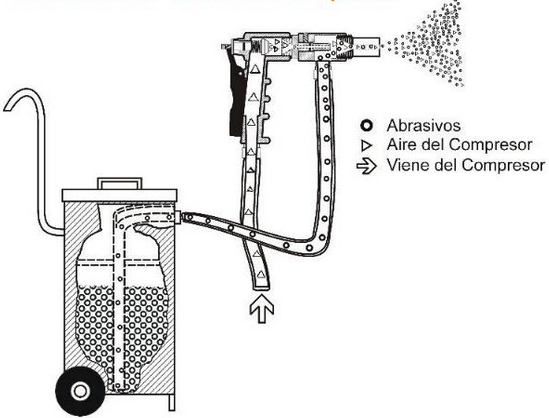 Abrasivos
Aire del Compresor
Viene del Compresor